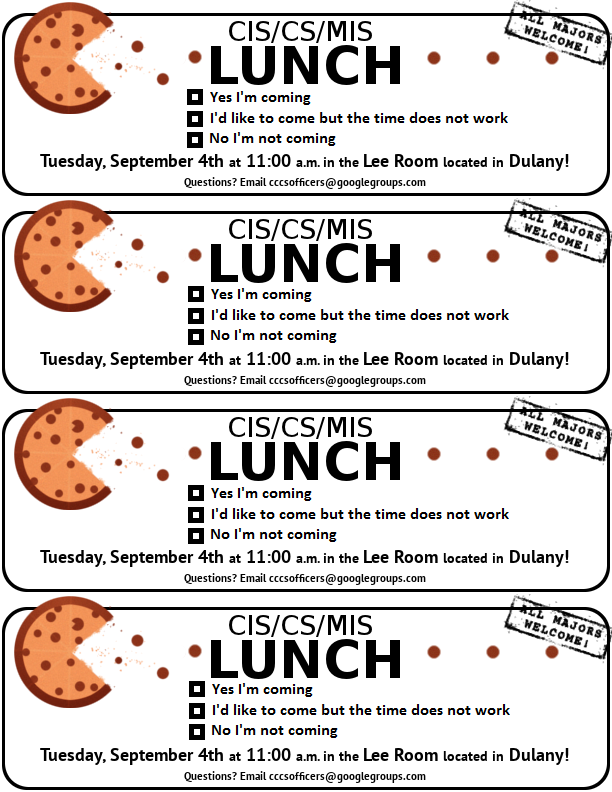 CIS/CS/MIS
ALL MAJORS
WELCOME!
LUNCH
Yes I'm coming
I'd like to come but the time does not work
No I'm not coming
Tuesday, September 4th at 11:00 a.m. in the Lee Room located in Dulany!
Questions? Email cccsofficers@googlegroups.com
CIS/CS/MIS
ALL MAJORS
WELCOME!
LUNCH
Yes I'm coming
I'd like to come but the time does not work
No I'm not coming
Tuesday, September 4th at 11:00 a.m. in the Lee Room located in Dulany!
Questions? Email cccsofficers@googlegroups.com
CIS/CS/MIS
ALL MAJORS
WELCOME!
LUNCH
Yes I'm coming
I'd like to come but the time does not work
No I'm not coming
Tuesday, September 4th at 11:00 a.m. in the Lee Room located in Dulany!
Questions? Email cccsofficers@googlegroups.com
CIS/CS/MIS
ALL MAJORS
WELCOME!
LUNCH
Yes I'm coming
I'd like to come but the time does not work
No I'm not coming
Tuesday, September 4th at 11:00 a.m. in the Lee Room located in Dulany!
Questions? Email cccsofficers@googlegroups.com